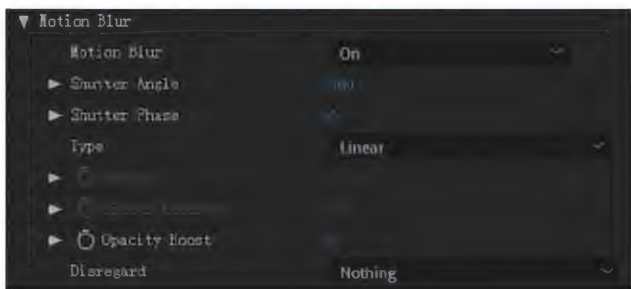 Motion Blur
Motion Blur On
Shutter Angle
Shutter Phase
Type Linear
Opacity Boost
Disregard Nothing